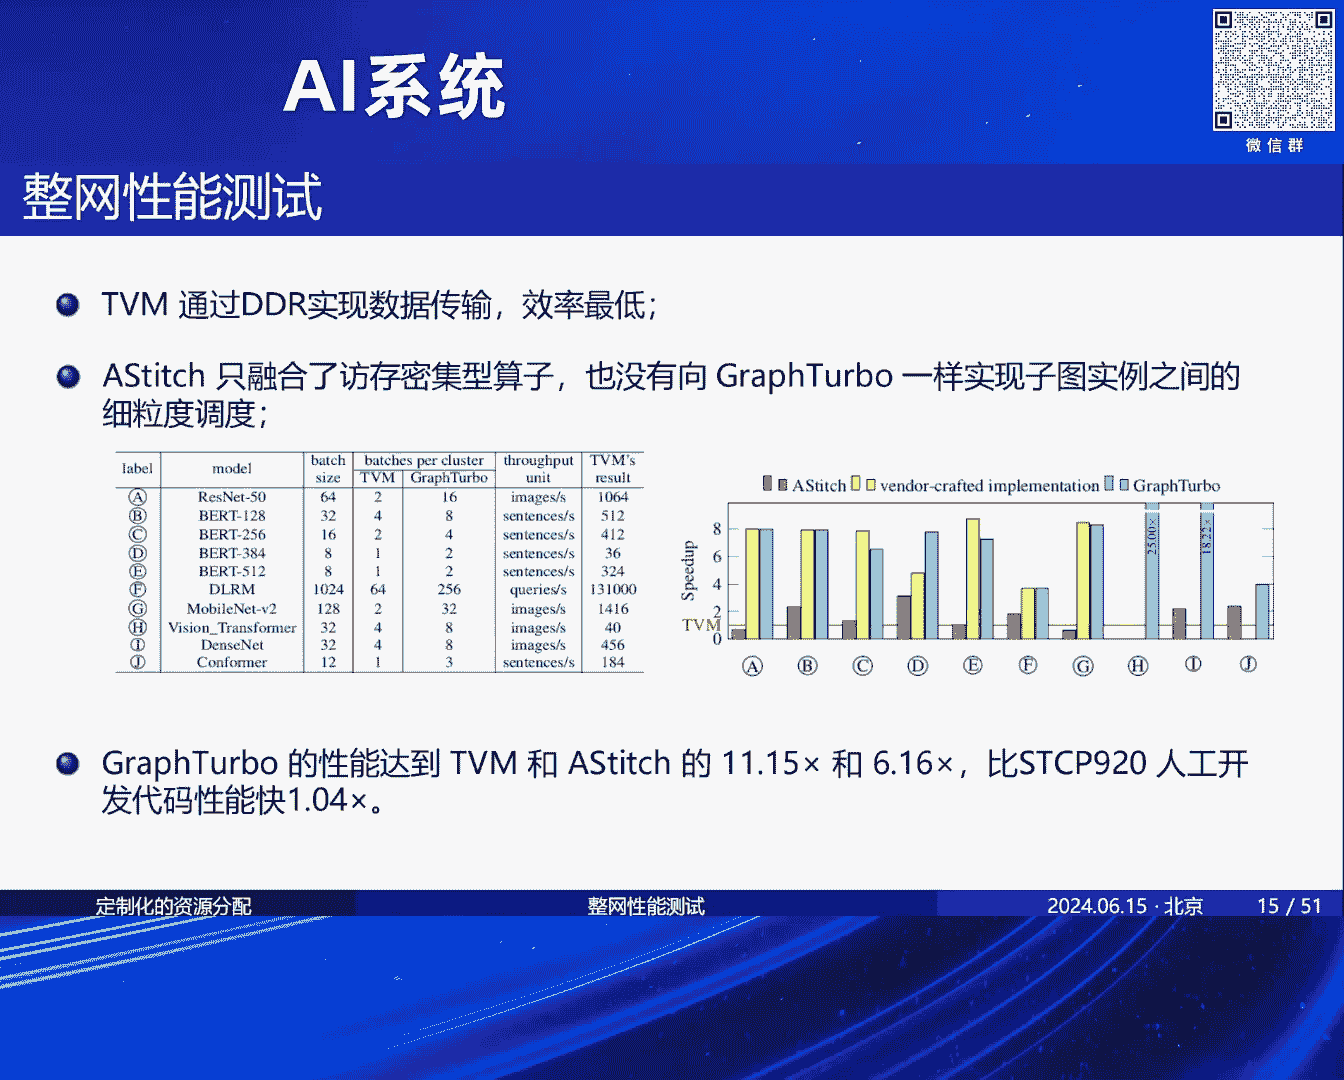 AI系统
微信群
整网性能测试
TVM 通过DDR实现数据传输，效率最低；
AStitch 只融合了访存密集型算子，也没有向 GraphTurbo 一样实现子图实例之间的
细粒度调度；
label model batch size batches per cluster TVM GraphTurbo throughput unit TVM's result
Ⓐ ResNet-50 64 2 16 images/s 1064
Ⓑ BERT-128 32 4 8 sentences/s 512
Ⓒ BERT-256 16 2 4 sentences/s 412
Ⓓ BERT-384 8 1 2 sentences/s 36
Ⓔ BERT-512 8 1 2 sentences/s 324
Ⓕ DLRM 1024 64 256 queries/s 131000
Ⓖ MobileNet-v2 128 2 32 images/s 1416
Ⓗ Vision_Transformer 32 4 8 images/s 40
Ⓘ DenseNet 32 4 8 images/s 456
Ⓙ Conformer 12 1 3 sentences/s 184
AStitch vendor-crafted implementation GraphTurbo
Speedup
8
6
4
2
TVM
0
25.00×
18.22×
Ⓐ Ⓑ Ⓒ Ⓓ Ⓔ Ⓕ Ⓖ Ⓗ Ⓘ Ⓙ
GraphTurbo 的性能达到 TVM 和 AStitch 的 11.15× 和 6.16×，比STCP920 人工开
发代码性能快1.04×。
定制化的资源分配 整网性能测试 2024.06.15 · 北京 15 / 51